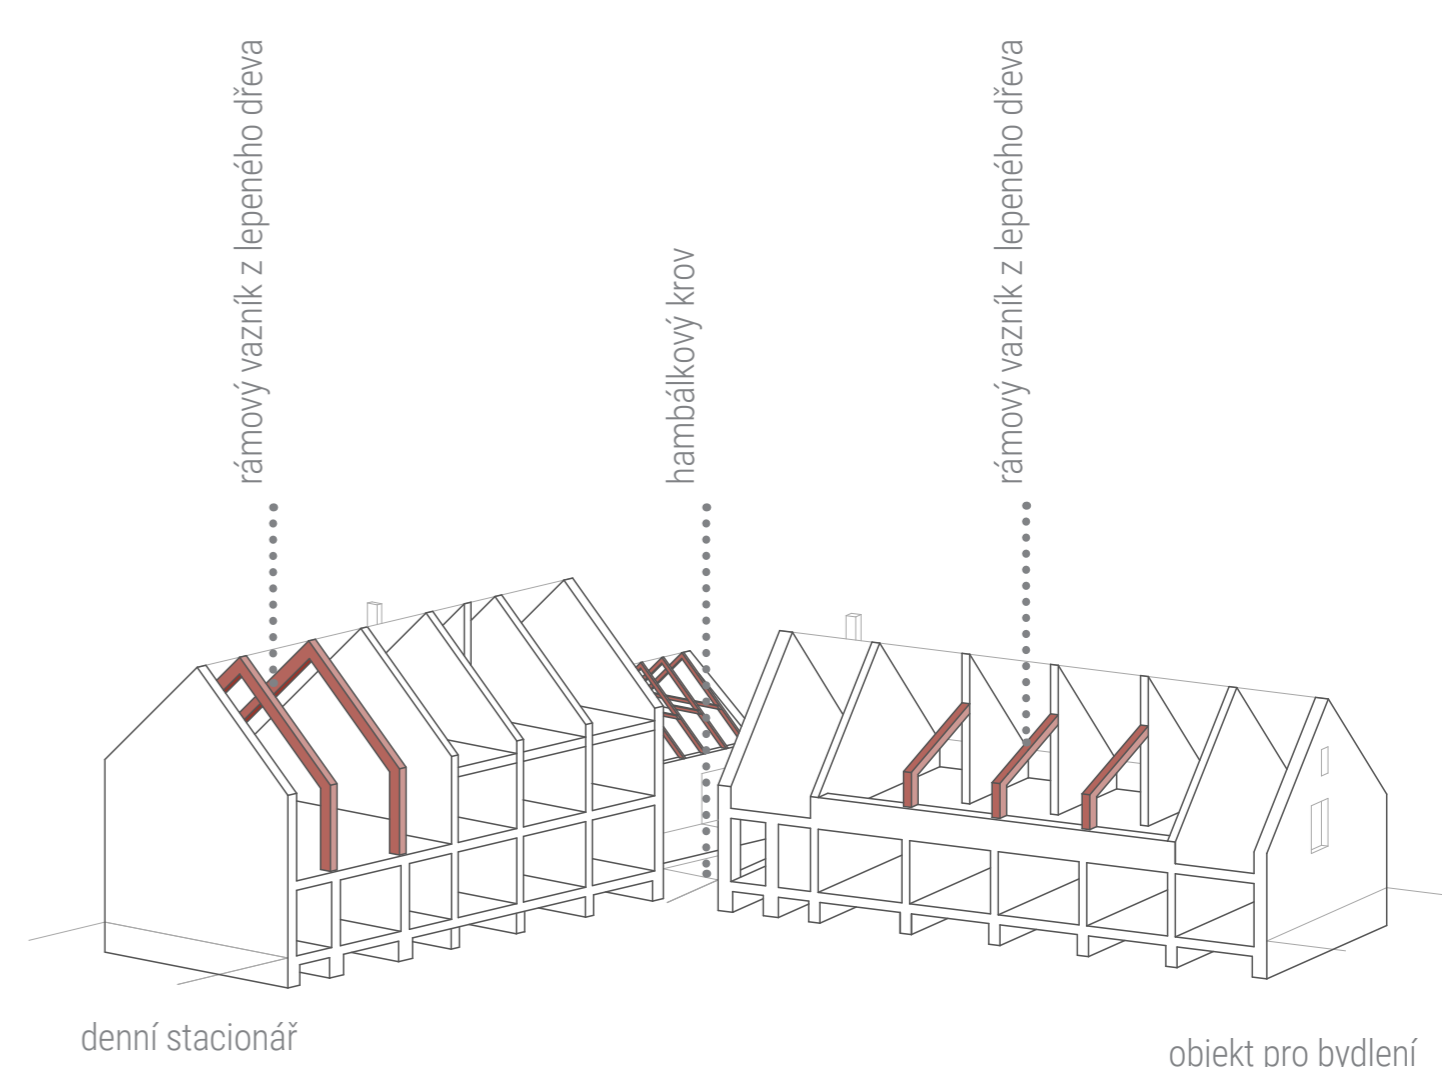 rámový vazník z lepeného dřeva
hambálkový krov
rámový vazník z lepeného dřeva
denní stacionář
objekt pro bydlení